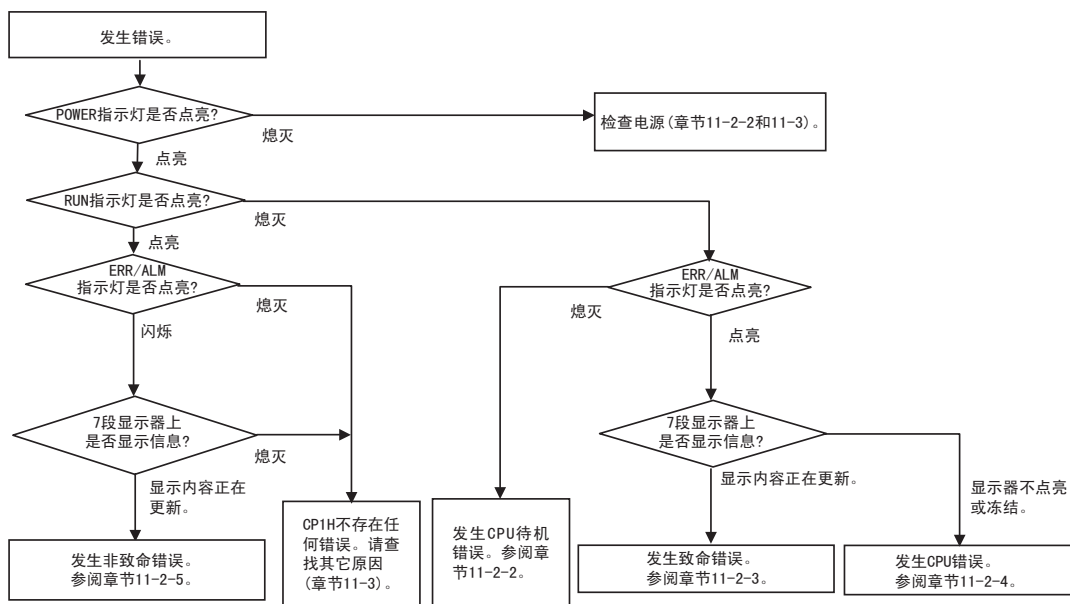 发生错误。
POWER指示灯是否点亮?
熄灭
检查电源(章节11-2-2和11-3)。
点亮
RUN指示灯是否点亮?
熄灭
点亮
ERR/ALM
指示灯是否点亮?
熄灭
闪烁
ERR/ALM
指示灯是否点亮?
熄灭
点亮
7段显示器上
是否显示信息?
熄灭
显示内容正在
更新。
7段显示器上
是否显示信息?
显示内容正在更新。
显示器不点亮
或冻结。
发生非致命错误。
参阅章节11-2-5。
CP1H不存在任
何错误。请查
找其它原因
(章节11-3)。
发生CPU待机
错误。参阅章
节11-2-2。
发生致命错误。
参阅章节11-2-3。
发生CPU错误。
参阅章节11-2-4。